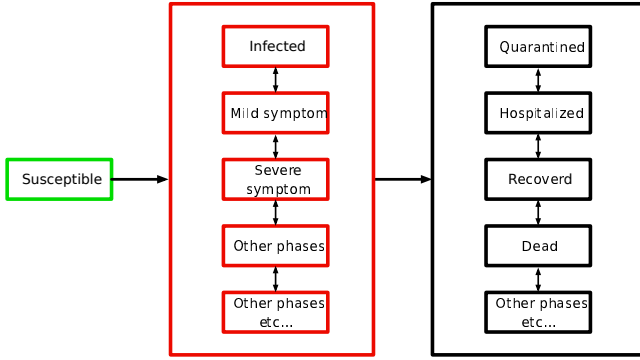 Susceptible
Infected
Mild symptom
Severe
symptom
Other phases
Other phases
etc...
Quarantined
Hospitalized
Recoverd
Dead
Other phases
etc...